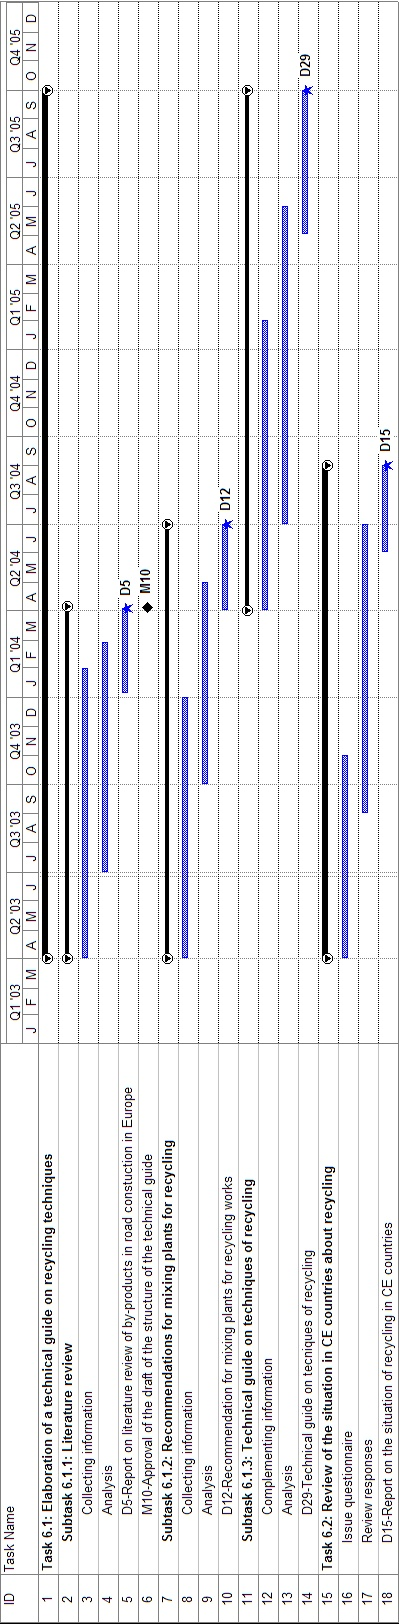 ID Task Name Q1 '03 Q2 '03 Q3 '03 Q4 '03 Q1 '04 Q2 '04 Q3 '04 Q4 '04 Q1 '05 Q2 '05 Q3 '05 Q4 '05
J F M A M J J A S O N D J F M A M J J A S O N D J F M A M J J A S O N D
1 Task 6.1: Elaboration of a technical guide on recycling techniques
2 Subtask 6.1.1: Literature review
3 Collecting information
4 Analysis
5 D5-Report on literature review of by-products in road constuction in Europe D5
6 M10-Approval of the draft of the structure of the technical guide M10
7 Subtask 6.1.2: Recommendations for mixing plants for recycling
8 Collecting information
9 Analysis
10 D12-Recommendation for mixing plants for recycling works D12
11 Subtask 6.1.3: Technical guide on techniques of recycling
12 Complementing information
13 Analysis
14 D29-Technical guide on tecniques of recycling D29
15 Task 6.2: Review of the situation in CE countries about recycling
16 Issue questionnaire
17 Review responses
18 D15-Report on the situation of recycling in CE countries D15